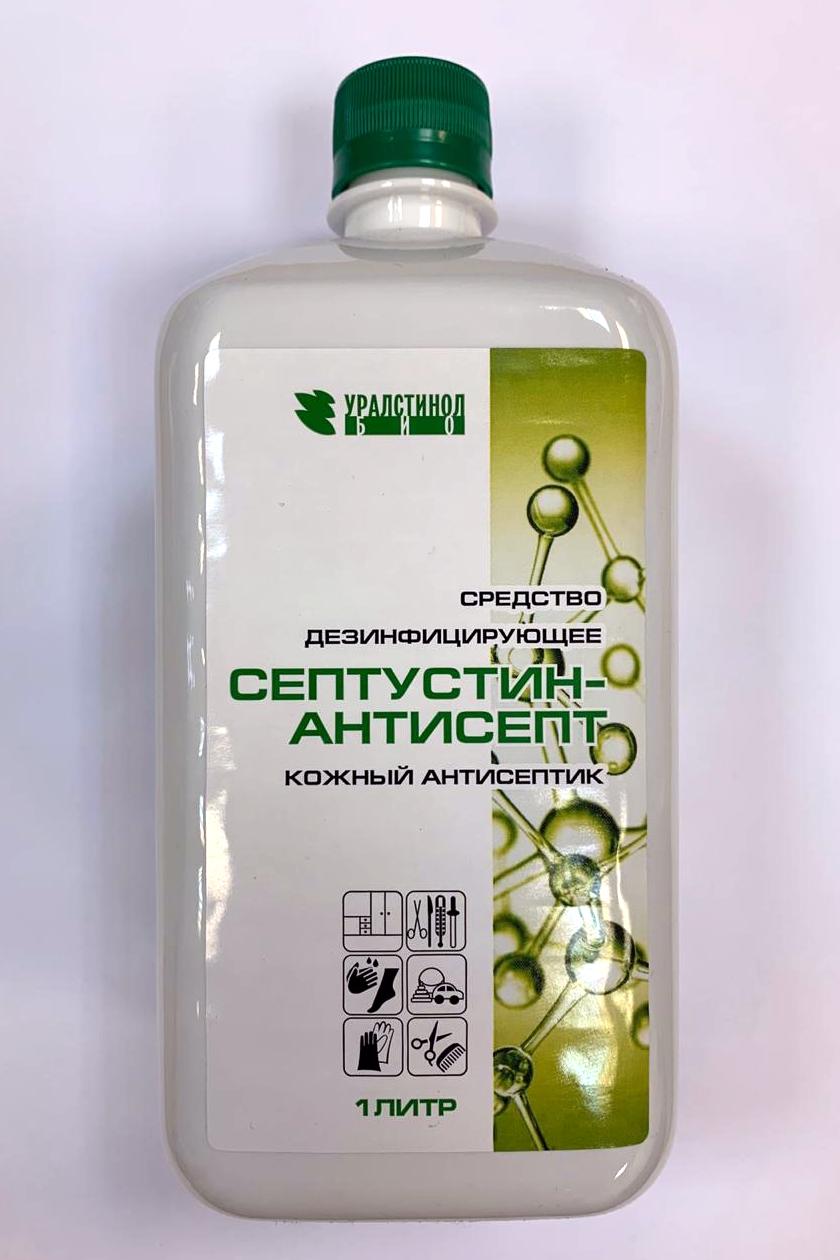 УРАЛСТИНОЛ
БИО
СРЕДСТВО
ДЕЗИНФИЦИРУЮЩЕЕ
СЕПТУСТИН-
АНТИСЕПТ
КОЖНЫЙ АНТИСЕПТИК
1 ЛИТР